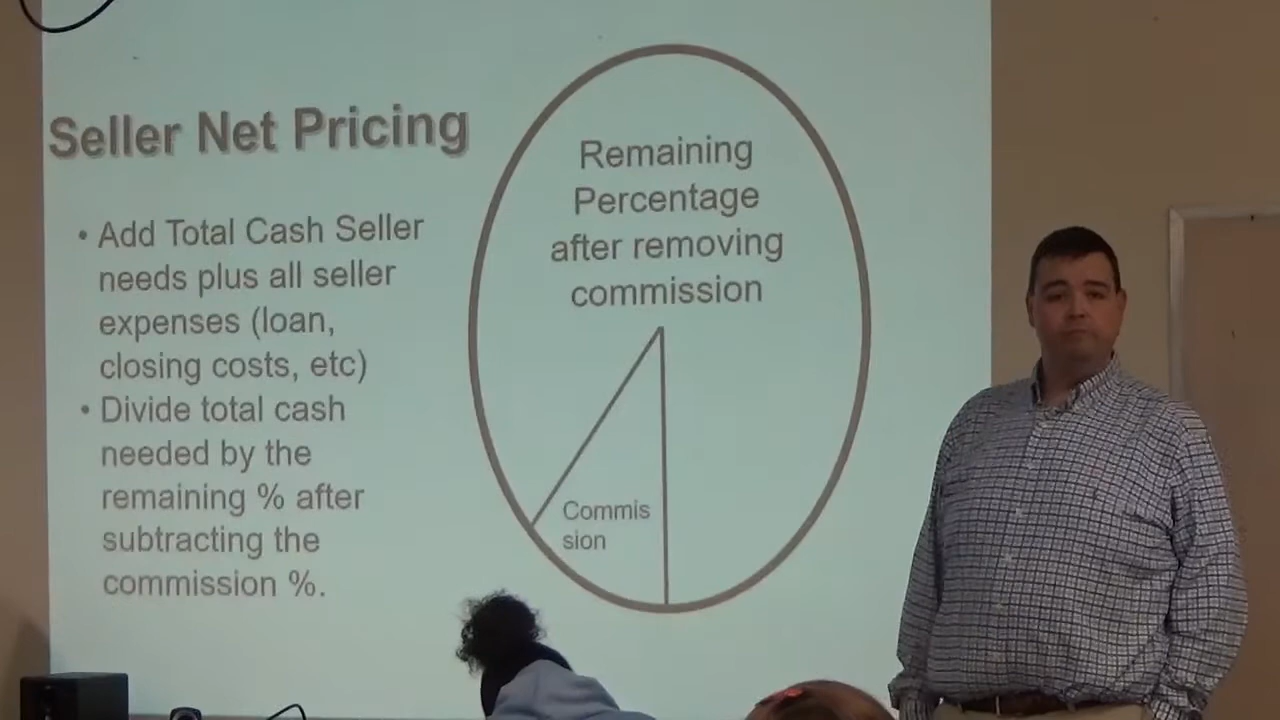 Seller Net Pricing
• Add Total Cash Seller
needs plus all seller
expenses (loan,
closing costs, etc)
• Divide total cash
needed by the
remaining % after
subtracting the
commission %.
Remaining
Percentage
after removing
commission
Commis
sion